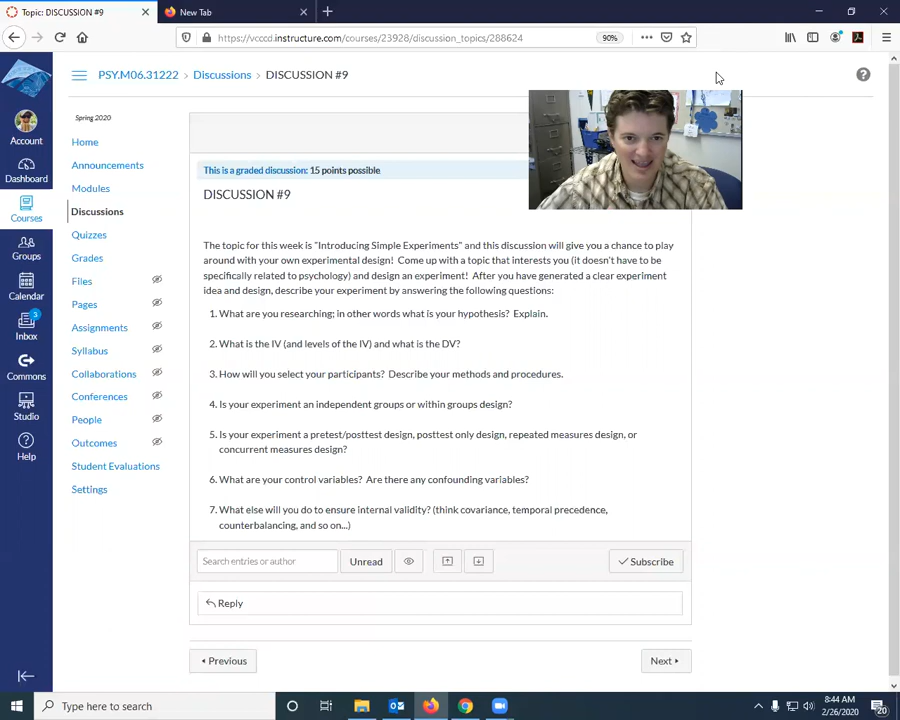 Topic: DISCUSSION #9
New Tab
https://vcccd.instructure.com/courses/23928/discussion_topics/288624
90%
PSY.M06.31222
Discussions
DISCUSSION #9
Spring 2020
Account
Dashboard
Courses
Groups
Calendar
3
Inbox
Commons
Studio
Help
Home
Announcements
Modules
Discussions
Quizzes
Grades
Files
Pages
Assignments
Syllabus
Collaborations
Conferences
People
Outcomes
Student Evaluations
Settings
This is a graded discussion: 15 points possible
DISCUSSION #9
The topic for this week is "Introducing Simple Experiments" and this discussion will give you a chance to play
around with your own experimental design! Come up with a topic that interests you (it doesn't have to be
specifically related to psychology) and design an experiment! After you have generated a clear experiment
idea and design, describe your experiment by answering the following questions:
1. What are you researching; in other words what is your hypothesis? Explain.
2. What is the IV (and levels of the IV) and what is the DV?
3. How will you select your participants? Describe your methods and procedures.
4. Is your experiment an independent groups or within groups design?
5. Is your experiment a pretest/posttest design, posttest only design, repeated measures design, or
concurrent measures design?
6. What are your control variables? Are there any confounding variables?
7. What else will you do to ensure internal validity? (think covariance, temporal precedence,
counterbalancing, and so on...)
Search entries or author
Unread
Subscribe
Reply
Previous
Next
Type here to search
8:44 AM
2/26/2020
20